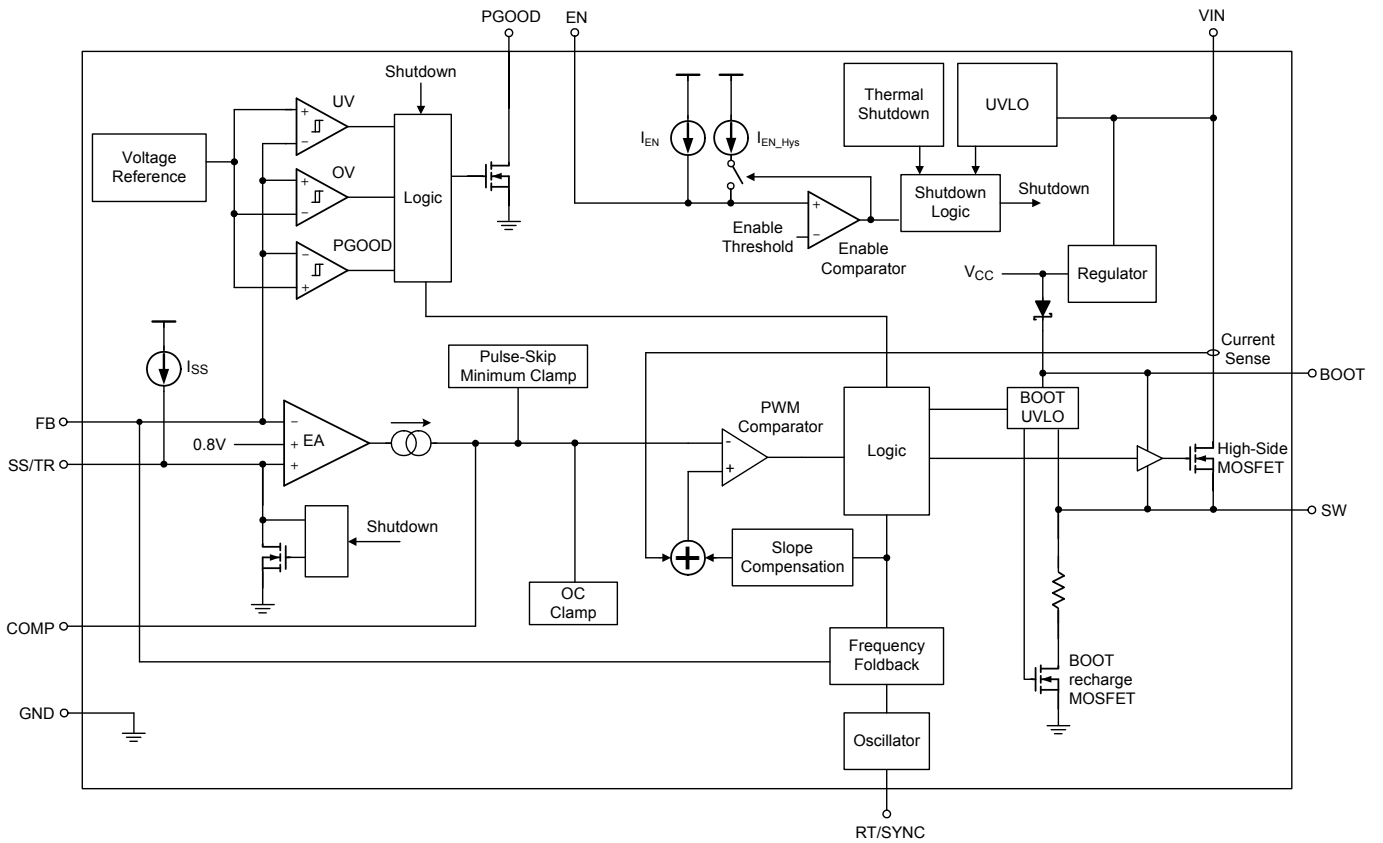 PGOOD
EN
VIN
Shutdown
UV
Voltage
Reference
OV
Logic
PGOOD
I_EN
I_EN_Hys
Thermal
Shutdown
UVLO
Shutdown
Logic
Shutdown
Enable
Threshold
Enable
Comparator
V_CC
Regulator
I_SS
Pulse-Skip
Minimum Clamp
Current
Sense
BOOT
BOOT
UVLO
FB
0.8V
EA
SS/TR
PWM
Comparator
Logic
High-Side
MOSFET
SW
Shutdown
OC
Clamp
Slope
Compensation
COMP
Frequency
Foldback
BOOT
recharge
MOSFET
GND
Oscillator
RT/SYNC
+
−
+
−
−
+
+
−
−
+
+
-
+
+